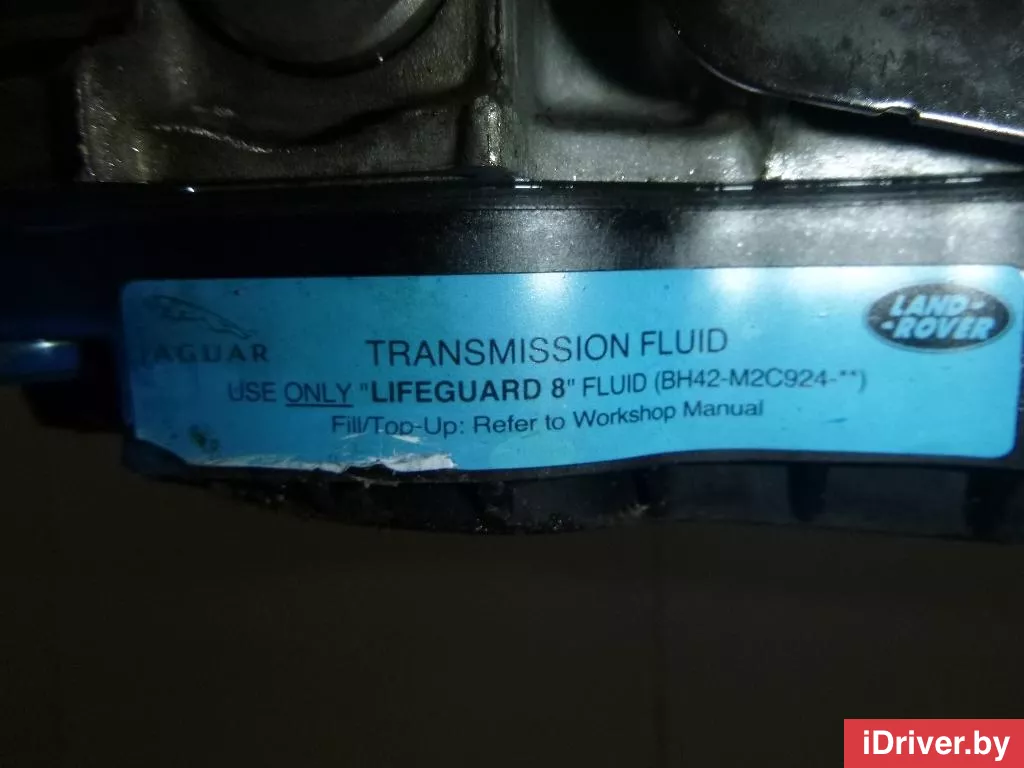 JAGUAR
LAND-
-ROVER
TRANSMISSION FLUID
USE ONLY "LIFEGUARD 8" FLUID (BH42-M2C924-**)
Fill/Top-Up: Refer to Workshop Manual
iDriver.by